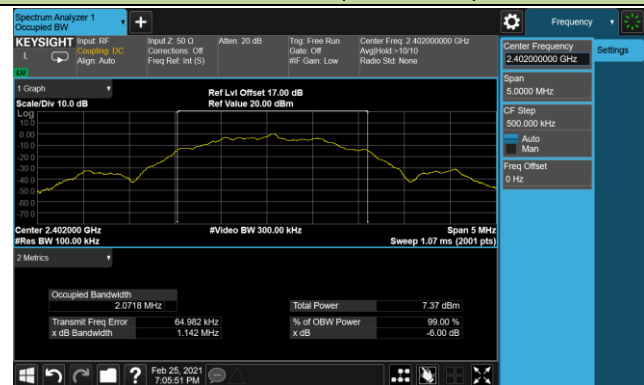 Spectrum Analyzer 1
Occupied BW
Frequency
KEYSIGHT
L
Input: RF
Coupling: DC
Align: Auto
Input Z: 50 Ω
Corrections: Off
Freq Ref: Int (S)
Atten: 20 dB
Trig: Free Run
Gate: Off
#IF Gain: Low
Center Freq: 2.402000000 GHz
Avg|Hold:>10/10
Radio Std: None
Center Frequency
2.402000000 GHz
Settings
Span
5.0000 MHz
CF Step
500.000 kHz
Auto
Man
Freq Offset
0 Hz
1 Graph
Scale/Div 10.0 dB
Ref Lvl Offset 17.00 dB
Ref Value 20.00 dBm
Log
10.0
0.00
-10.0
-20.0
-30.0
-40.0
-50.0
-60.0
-70.0
Center 2.402000 GHz
#Video BW 300.00 kHz
Span 5 MHz
#Res BW 100.00 kHz
Sweep 1.07 ms (2001 pts)
2 Metrics
Occupied Bandwidth
2.0718 MHz
Total Power
7.37 dBm
Transmit Freq Error
64.982 kHz
% of OBW Power
99.00 %
x dB Bandwidth
1.142 MHz
x dB
-6.00 dB
?
Feb 25, 2021
7:05:51 PM